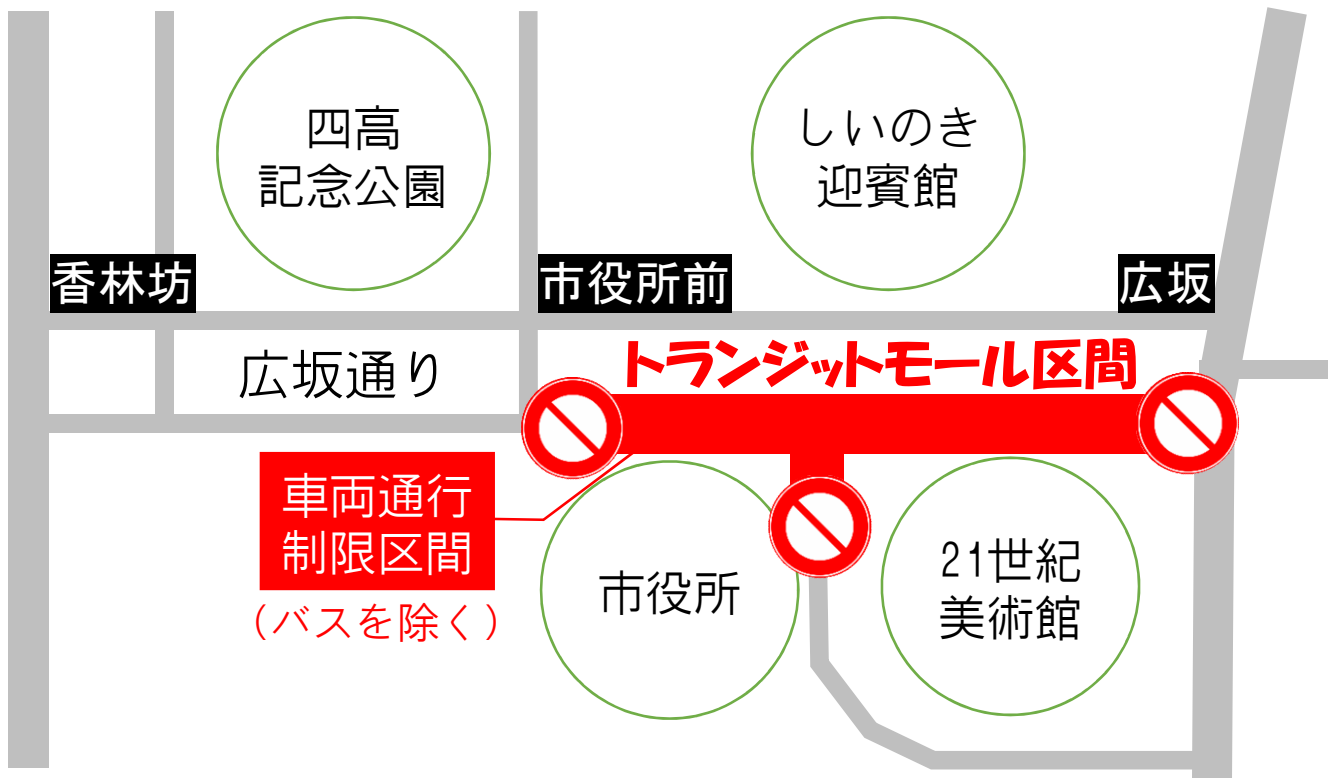 四高
記念公園
しいのき
迎賓館
香林坊
市役所前
広坂
広坂通り
トランジットモール区間
車両通行
制限区間
(バスを除く)
市役所
21世紀
美術館